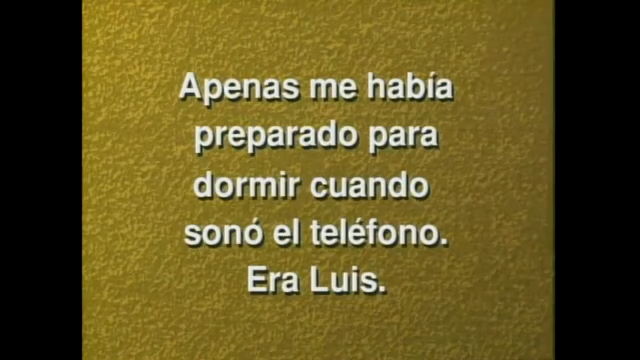 Apenas me había
preparado para
dormir cuando
sonó el teléfono.
Era Luis.